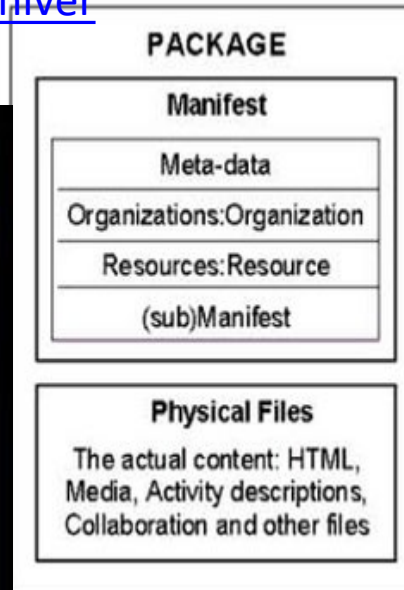 PACKAGE
Manifest
Meta-data
Organizations:Organization
Resources:Resource
(sub)Manifest
Physical Files
The actual content: HTML,
Media, Activity descriptions,
Collaboration and other files